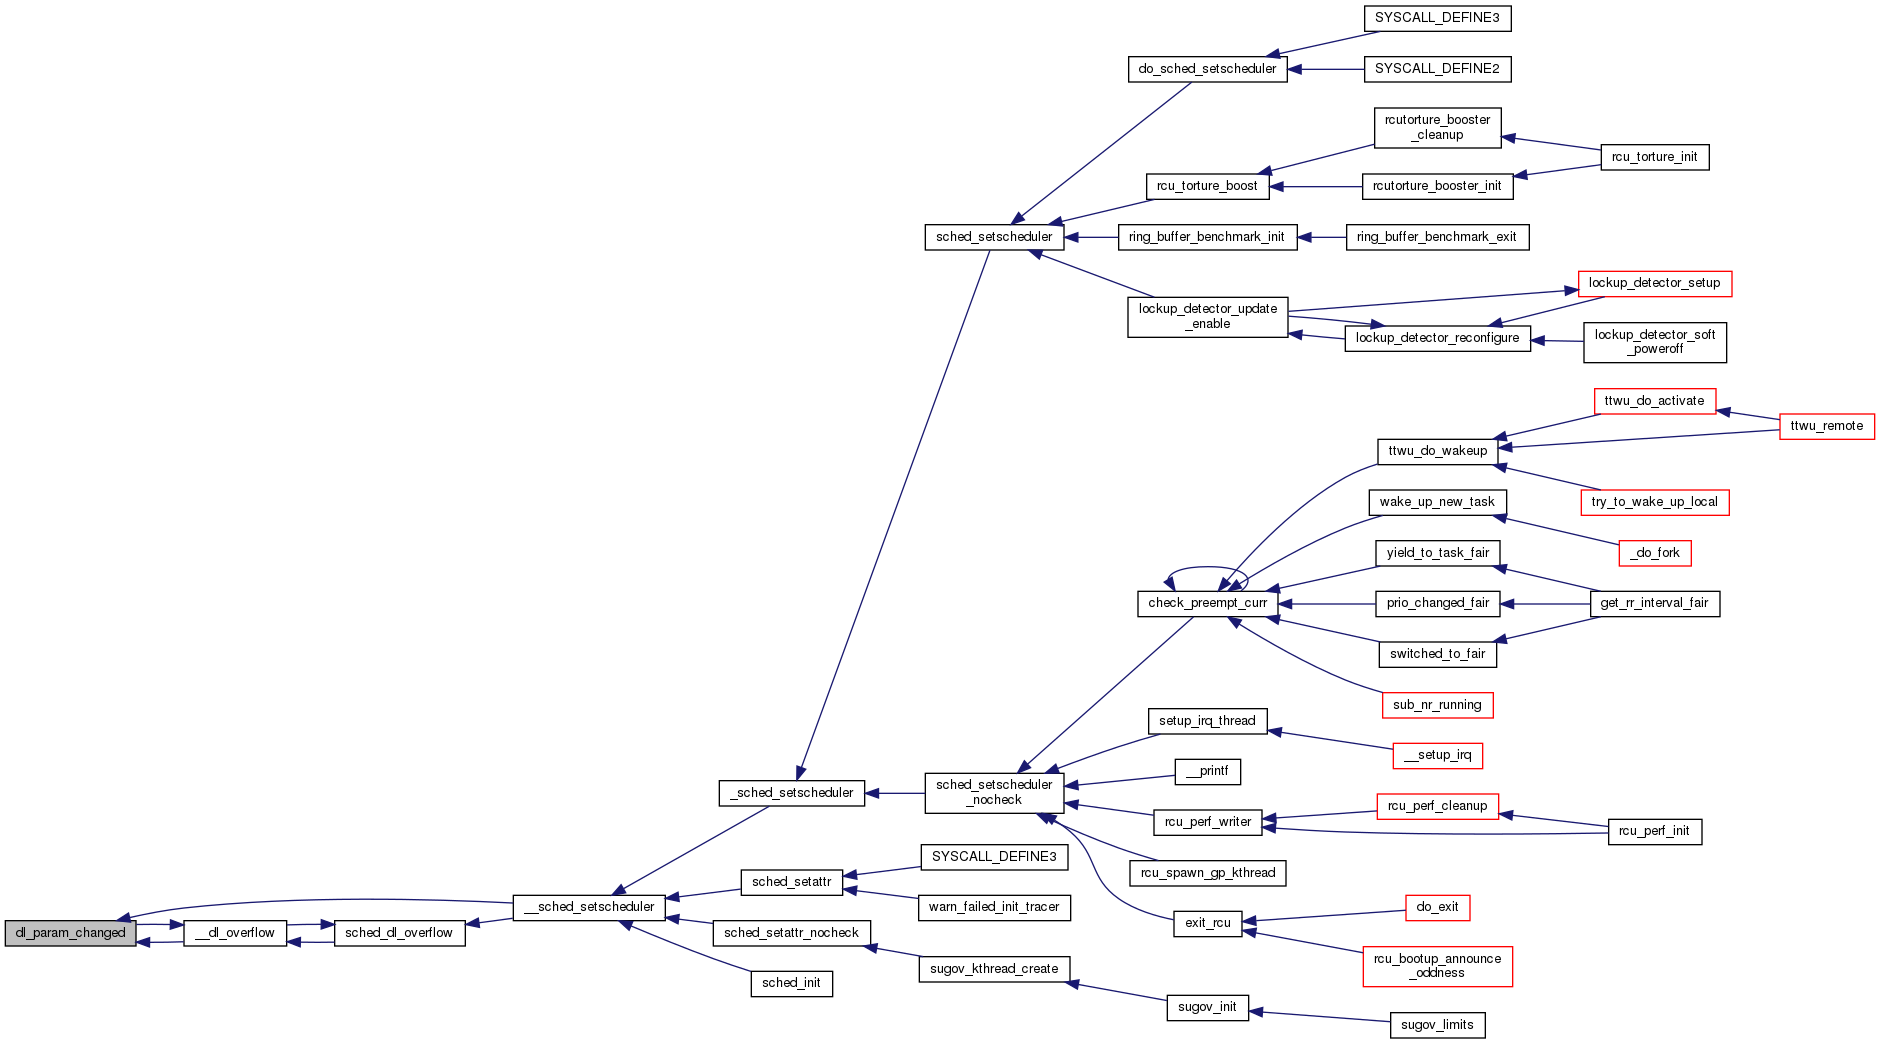 SYSCALL_DEFINE3
do_sched_setscheduler
SYSCALL_DEFINE2
rcutorture_booster
_cleanup
rcu_torture_init
rcu_torture_boost
rcutorture_booster_init
sched_setscheduler
ring_buffer_benchmark_init
ring_buffer_benchmark_exit
lockup_detector_setup
lockup_detector_update
_enable
lockup_detector_reconfigure
lockup_detector_soft
_poweroff
ttwu_do_activate
ttwu_remote
ttwu_do_wakeup
try_to_wake_up_local
wake_up_new_task
_do_fork
yield_to_task_fair
check_preempt_curr
prio_changed_fair
get_rr_interval_fair
switched_to_fair
sub_nr_running
setup_irq_thread
__setup_irq
__printf
_sched_setscheduler
sched_setscheduler
_nocheck
rcu_perf_writer
rcu_perf_cleanup
rcu_perf_init
SYSCALL_DEFINE3
rcu_spawn_gp_kthread
sched_setattr
warn_failed_init_tracer
__sched_setscheduler
do_exit
exit_rcu
dl_param_changed
__dl_overflow
sched_dl_overflow
sched_setattr_nocheck
rcu_bootup_announce
_oddness
sugov_kthread_create
sched_init
sugov_init
sugov_limits